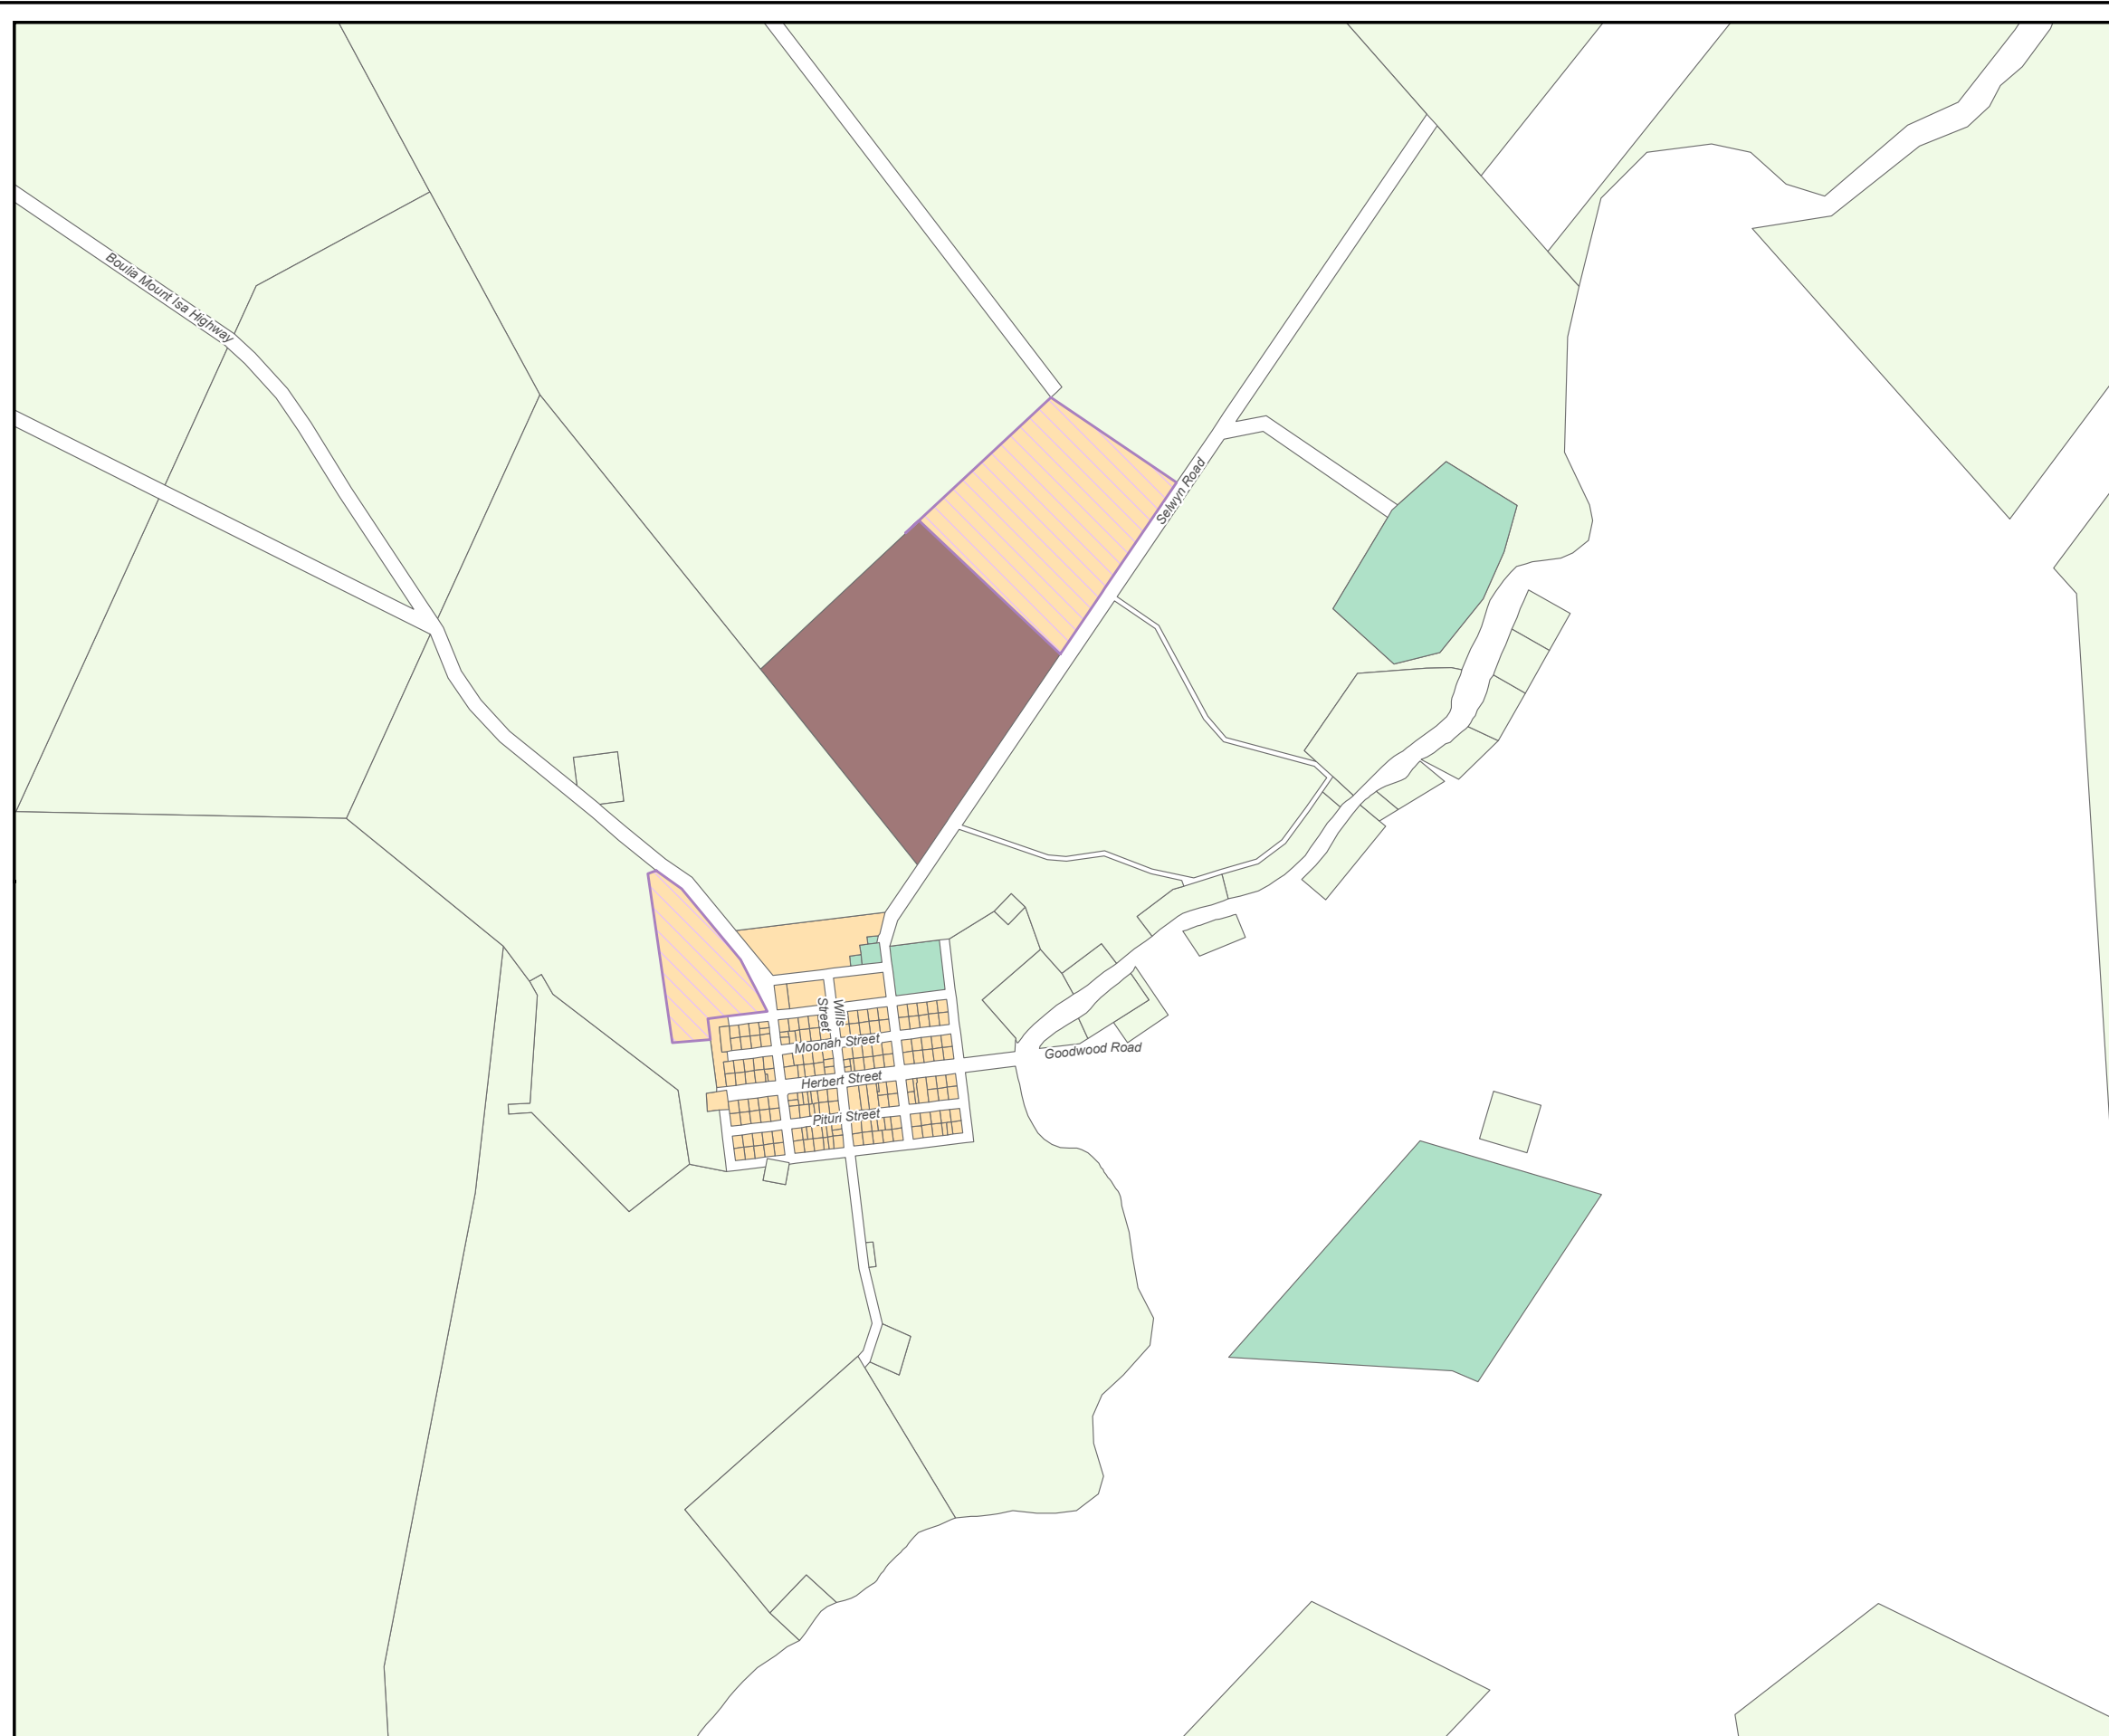 Boulia Mount Isa Highway
Selwyn Road
Wills
Street
Moonah Street
Goodwood Road
Herbert Street
Pituri Street